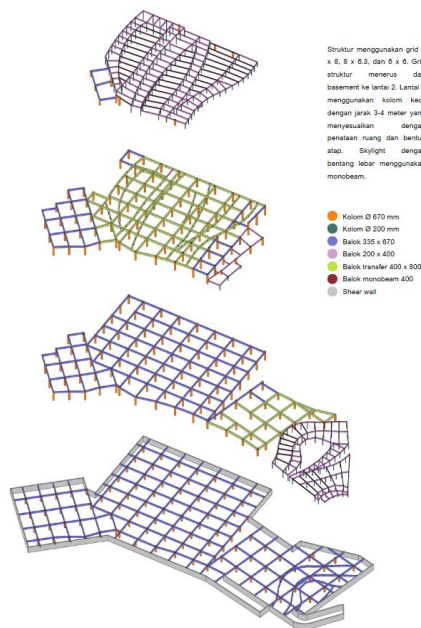 Struktur menggunakan grid
x 8, 8 x 6.3, dan 6 x 6. Gri
struktur menerus da
basement ke lantai 2. Lantai
menggunakan kolom kec
dengan jarak 3-4 meter yan
menyesuaikan denga
penataan ruang dan bentu
atap. Skylight denga
bentang lebar menggunaka
monobeam.
Kolom Ø 670 mm
Kolom Ø 200 mm
Balok 335 x 670
Balok 200 x 400
Balok transfer 400 x 800
Balok monobeam 400
Shear wall